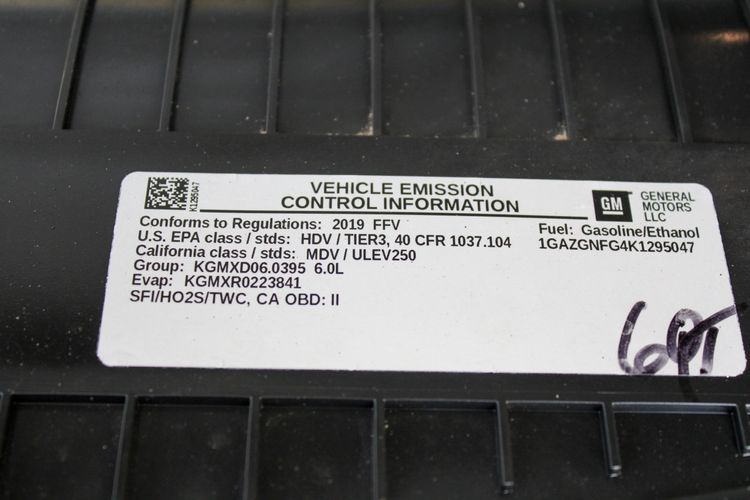 K1295047
VEHICLE EMISSION
CONTROL INFORMATION
GM
GENERAL
MOTORS
LLC
Conforms to Regulations: 2019 FFV
U.S. EPA class / stds: HDV / TIER3, 40 CFR 1037.104
California class / stds: MDV / ULEV250
Group: KGMXD06.0395 6.0L
Evap: KGMXR0223841
SFI/HO2S/TWC, CA OBD: II
Fuel: Gasoline/Ethanol
1GAZGNFG4K1295047